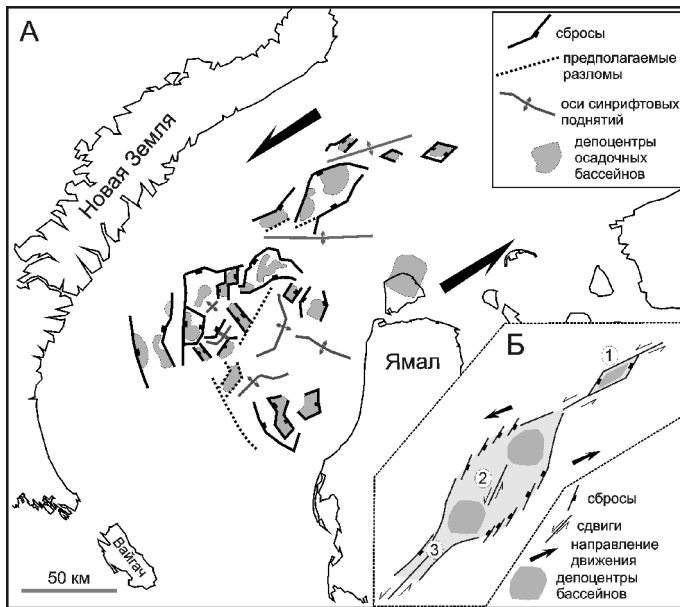 А
сбросы
предполагаемые
разломы
оси синрифтовых
поднятий
депоцентры
осадочных
бассейнов
Новая Земля
Ямал
Вайгач
50 км
Б
1
2
3
сбросы
сдвиги
направление
движения
депоцентры
бассейнов